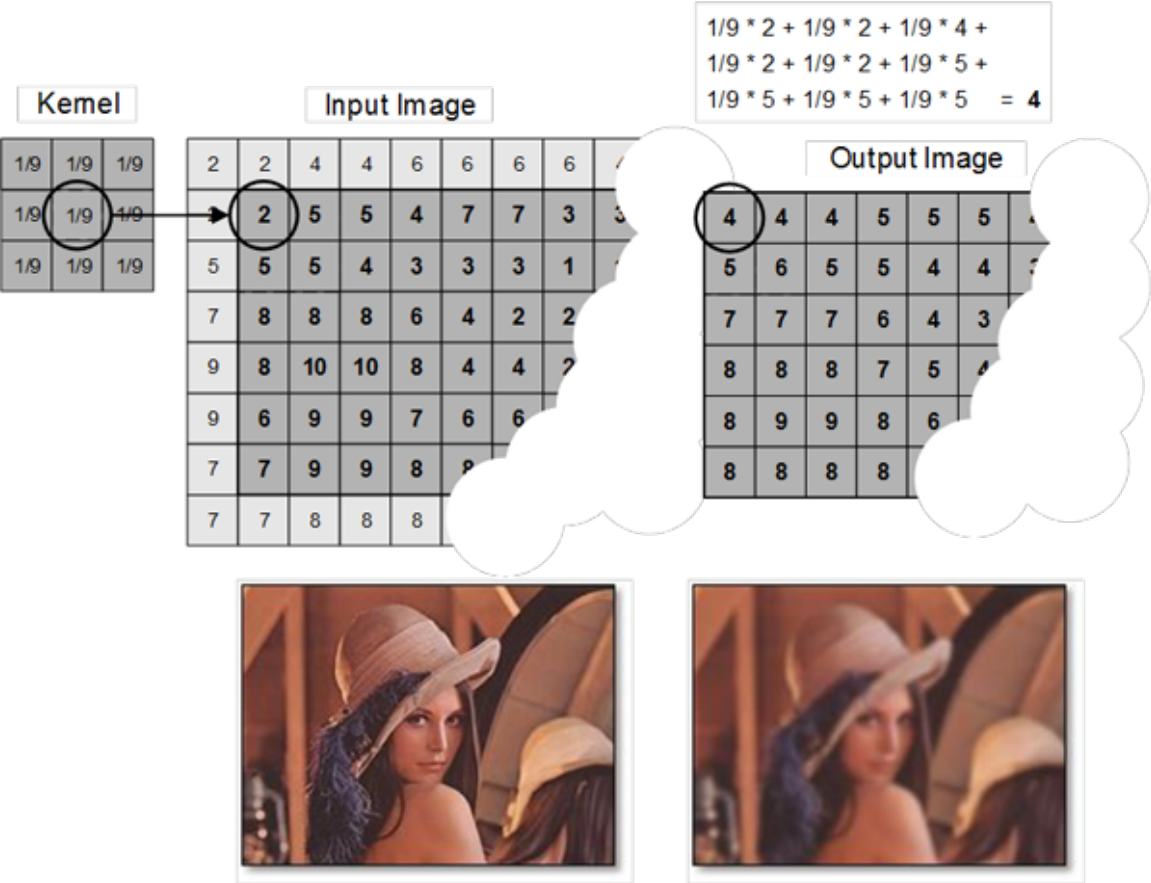 1/9 * 2 + 1/9 * 2 + 1/9 * 4 +
1/9 * 2 + 1/9 * 2 + 1/9 * 5 +
1/9 * 5 + 1/9 * 5 + 1/9 * 5 = 4
Kernel
1/9 1/9 1/9
1/9 1/9 1/9
1/9 1/9 1/9
Input Image
2 2 4 4 6 6 6 6
2 5 5 4 7 7 3 3
5 5 5 4 3 3 3 1
7 8 8 8 6 4 2 2
9 8 10 10 8 4 4 2
9 6 9 9 7 6 6
7 7 9 9 8 8
7 7 8 8 8
Output Image
4 4 4 5 5 5
5 6 5 5 4 4 3
7 7 7 6 4 3
8 8 8 7 5 4
8 9 9 8 6
8 8 8 8